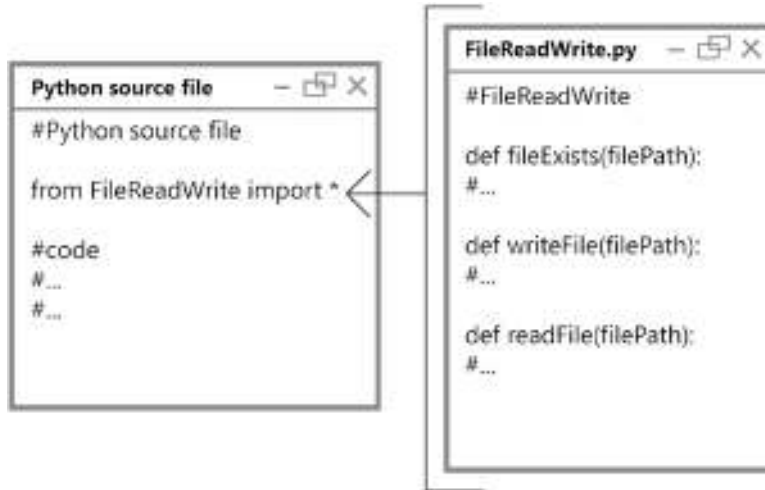 Python source file
#Python source file
from FileReadWrite import *
#code
#...
#...
FileReadWrite.py
#FileReadWrite
def fileExists(filePath):
#...
def writeFile(filePath):
#...
def readFile(filePath):
#...